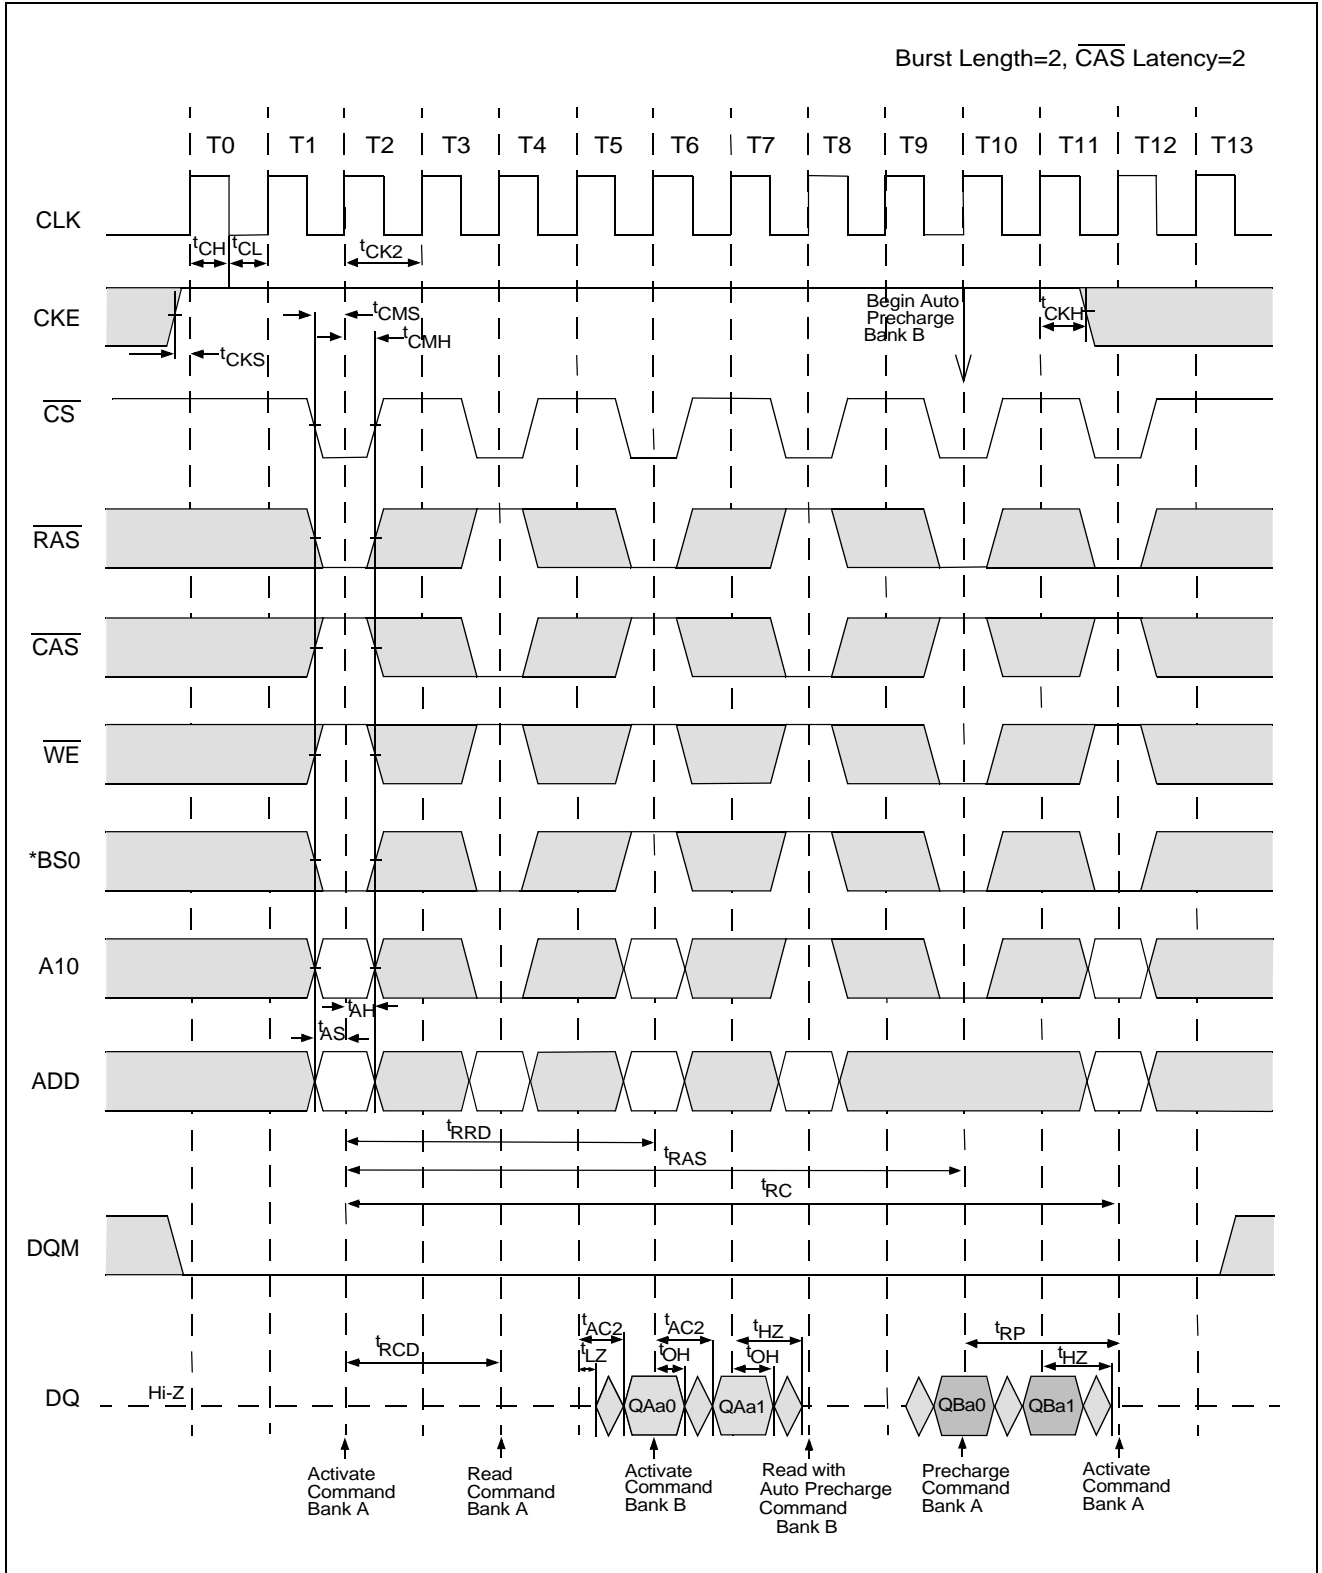 Burst Length=2, CAS Latency=2
T0 T1 T2 T3 T4 T5 T6 T7 T8 T9 T10 T11 T12 T13
CLK
tCH tCL tCK2
CKE
tCMS
tCMH
tCKS
Begin Auto
Precharge
Bank B
tCKH
CS
RAS
CAS
WE
*BS0
A10
tAH
tAS
ADD
tRRD
tRAS
tRC
DQM
tRCD
tAC2 tAC2 tHZ
tLZ tOH tOH
tRP
tHZ
DQ
Hi-Z
QAa0 QAa1 QBa0 QBa1
Activate
Command
Bank A
Read
Command
Bank A
Activate
Command
Bank B
Read with
Auto Precharge
Command
Bank B
Precharge
Command
Bank A
Activate
Command
Bank A